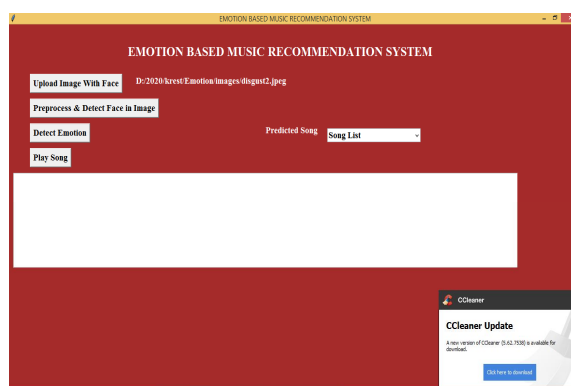 EMOTION BASED MUSIC RECOMMENDATION SYSTEM
EMOTION BASED MUSIC RECOMMENDATION SYSTEM
Upload Image With Face D:/2020/krest/Emotion/images/disgust2.jpeg
Preprocess & Detect Face in Image
Detect Emotion Predicted Song Song List
Play Song
CCleaner
CCleaner Update
A new version of CCleaner (5.62.7538) is available for
download.
Click here to download